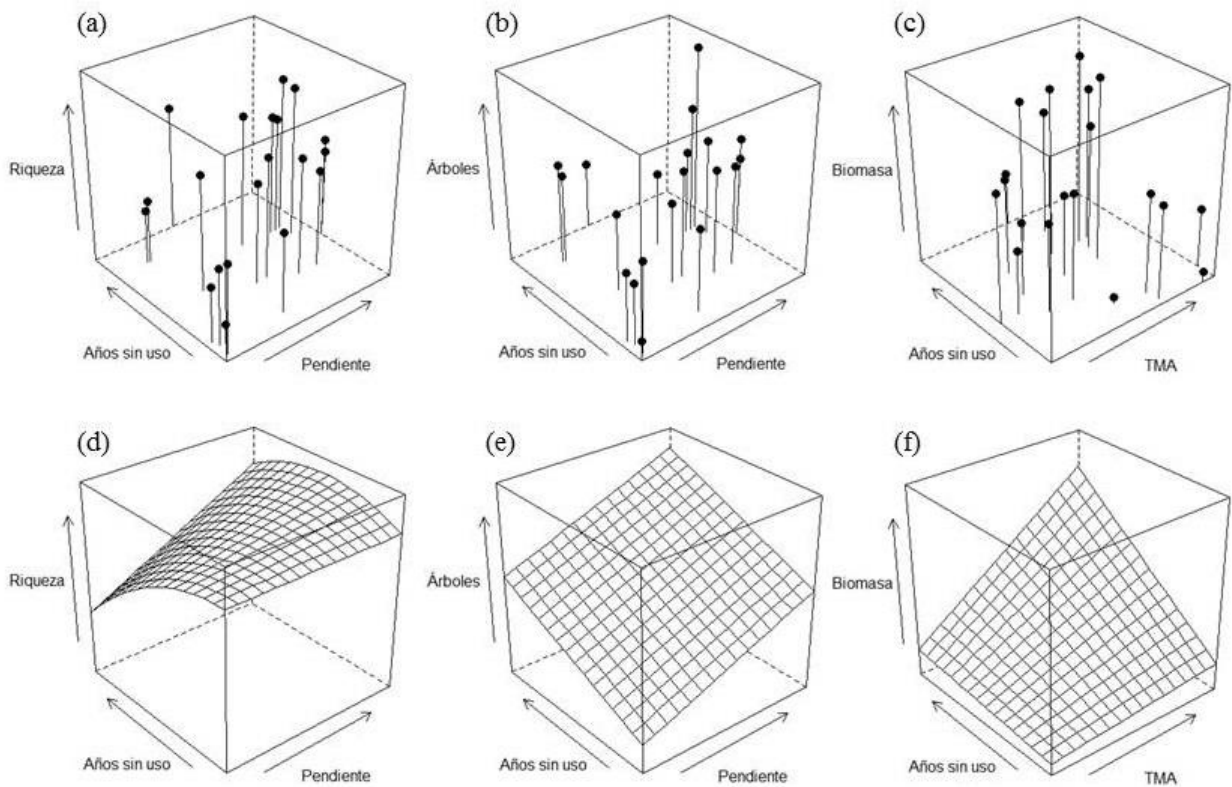 (a)
Riqueza
Años sin uso
Pendiente
(b)
Árboles
Años sin uso
Pendiente
(c)
Biomasa
Años sin uso
TMA
(d)
Riqueza
Años sin uso
Pendiente
(e)
Árboles
Años sin uso
Pendiente
(f)
Biomasa
Años sin uso
TMA